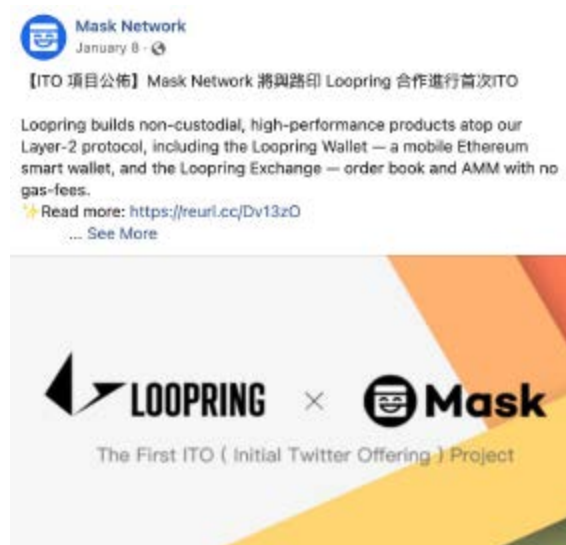 Mask Network
January 8 ·
【ITO 項目公佈】Mask Network 將與路印 Loopring 合作進行首次ITO
Loopring builds non-custodial, high-performance products atop our
Layer-2 protocol, including the Loopring Wallet — a mobile Ethereum
smart wallet, and the Loopring Exchange — order book and AMM with no
gas-fees.
✨Read more: https://reurl.cc/Dv13zO
... See More
LOOPRING × Mask
The First ITO ( Initial Twitter Offering ) Project